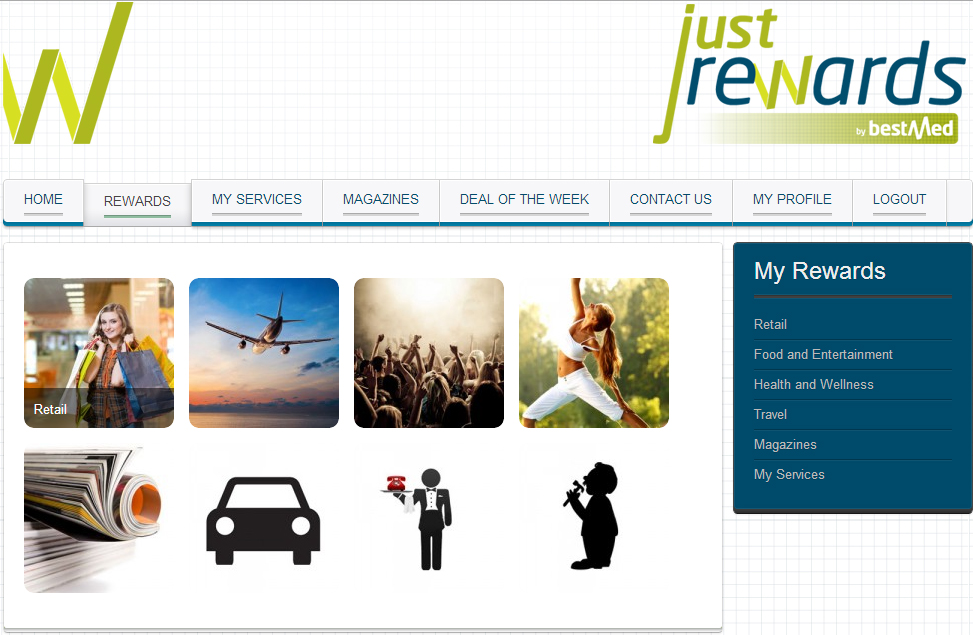 W
just
rewards
by bestMed
HOME REWARDS MY SERVICES MAGAZINES DEAL OF THE WEEK CONTACT US MY PROFILE LOGOUT
My Rewards
Retail
Food and Entertainment
Health and Wellness
Travel
Magazines
My Services
Retail